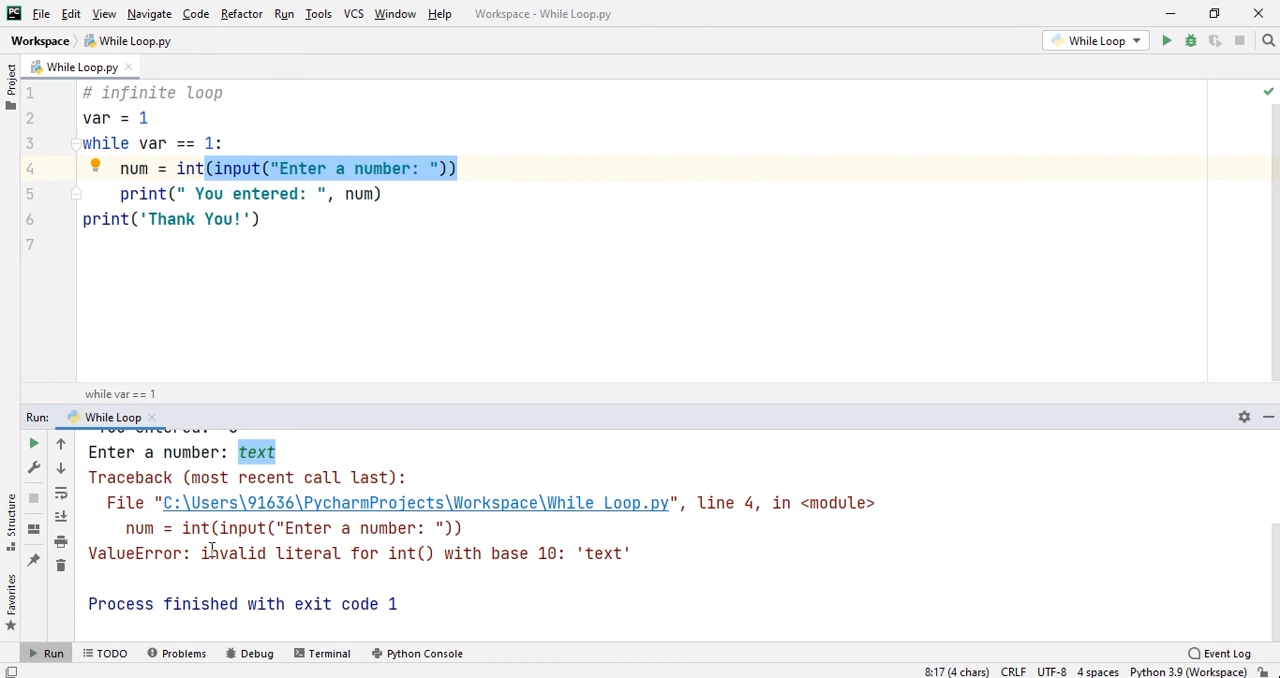 PC File Edit View Navigate Code Refactor Run Tools VCS Window Help Workspace - While Loop.py
Workspace While Loop.py While Loop
Project
While Loop.py
1 # infinite loop
2 var = 1
3 while var == 1:
4 num = int(input("Enter a number: "))
5 print(" You entered: ", num)
6 print('Thank You!')
7
while var == 1
Run: While Loop
Enter a number: text
Traceback (most recent call last):
File "C:\Users\91636\PycharmProjects\Workspace\While Loop.py", line 4, in <module>
num = int(input("Enter a number: "))
ValueError: invalid literal for int() with base 10: 'text'
Process finished with exit code 1
Structure
Favorites
Run TODO Problems Debug Terminal Python Console Event Log
8:17 (4 chars) CRLF UTF-8 4 spaces Python 3.9 (Workspace)